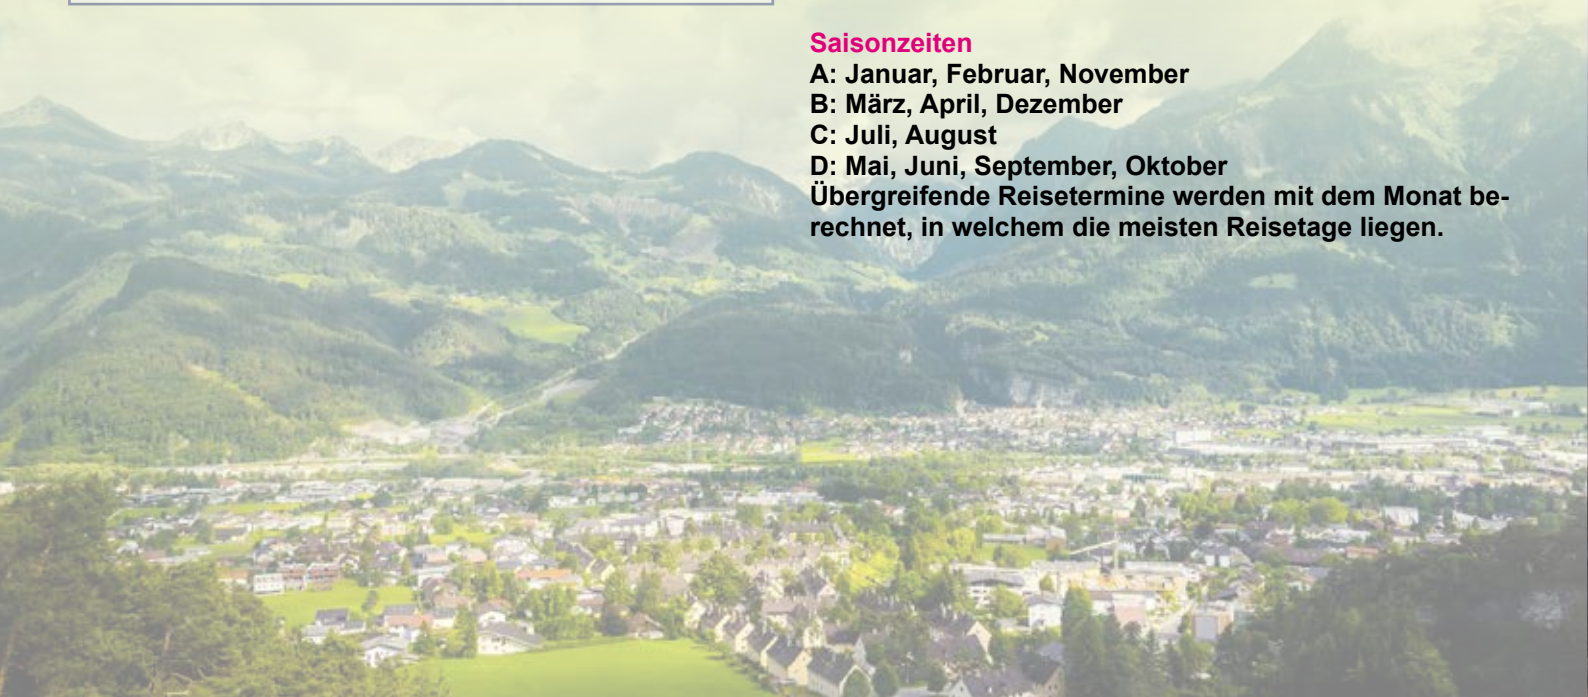 Saisonzeiten
A: Januar, Februar, November
B: März, April, Dezember
C: Juli, August
D: Mai, Juni, September, Oktober
Übergreifende Reisetermine werden mit dem Monat be-
rechnet, in welchem die meisten Reisetage liegen.